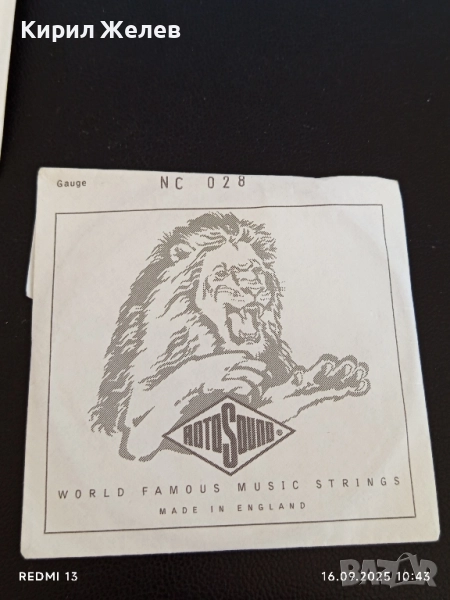 Кирил Желев
Gauge NC 028
ROTOSOUND®
WORLD FAMOUS MUSIC STRINGS
MADE IN ENGLAND
BAZAR
REDMI 13 16.09.2025 10:43